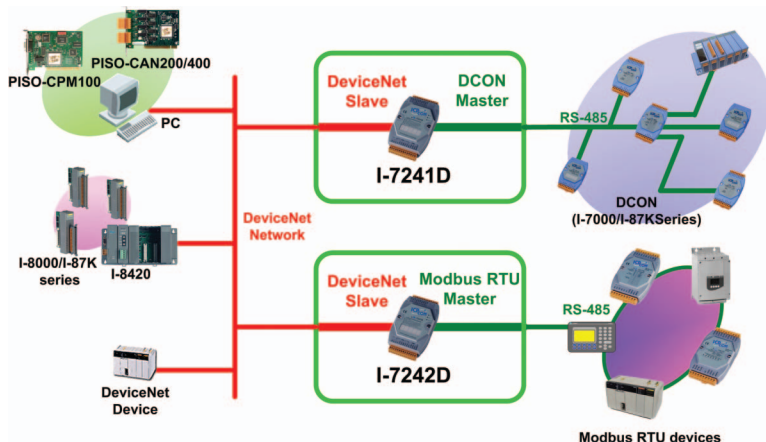 PISO-CAN200/400
PISO-CPM100
PC
I-8000/I-87K
series
I-8420
DeviceNet
Device
DeviceNet
Network
DeviceNet
Slave
DCON
Master
I-7241D
RS-485
DCON
(I-7000/I-87KSeries)
DeviceNet
Slave
Modbus RTU
Master
I-7242D
RS-485
Modbus RTU devices